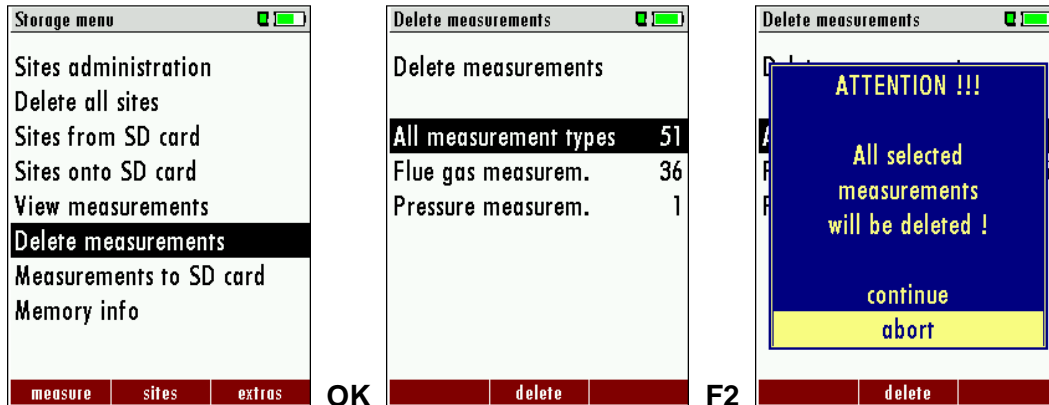 Storage menu
Sites administration
Delete all sites
Sites from SD card
Sites onto SD card
View measurements
Delete measurements
Measurements to SD card
Memory info
measure sites extras
OK
Delete measurements
Delete measurements
All measurement types 51
Flue gas measurem. 36
Pressure measurem. 1
delete
F2
Delete measurements
ATTENTION !!!
All selected
measurements
will be deleted !
continue
abort
delete